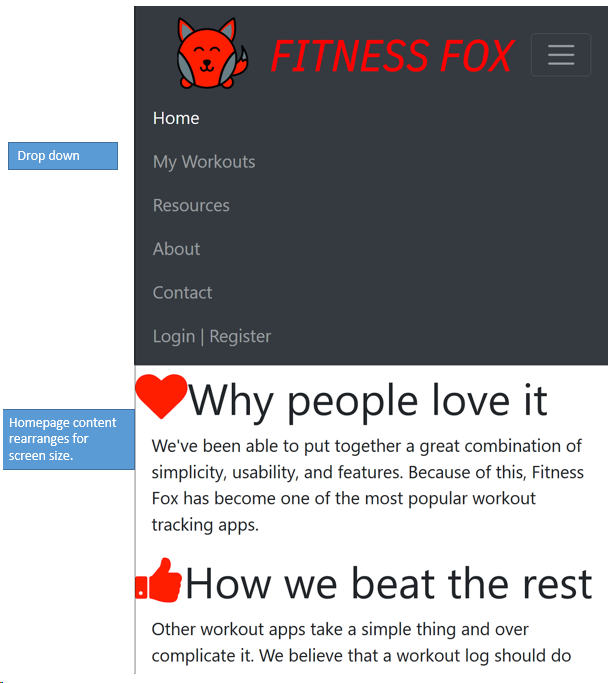 FITNESS FOX
Home
Drop down
My Workouts
Resources
About
Contact
Login | Register
Why people love it
Homepage content
rearranges for
screen size.
We've been able to put together a great combination of
simplicity, usability, and features. Because of this, Fitness
Fox has become one of the most popular workout
tracking apps.
How we beat the rest
Other workout apps take a simple thing and over
complicate it. We believe that a workout log should do